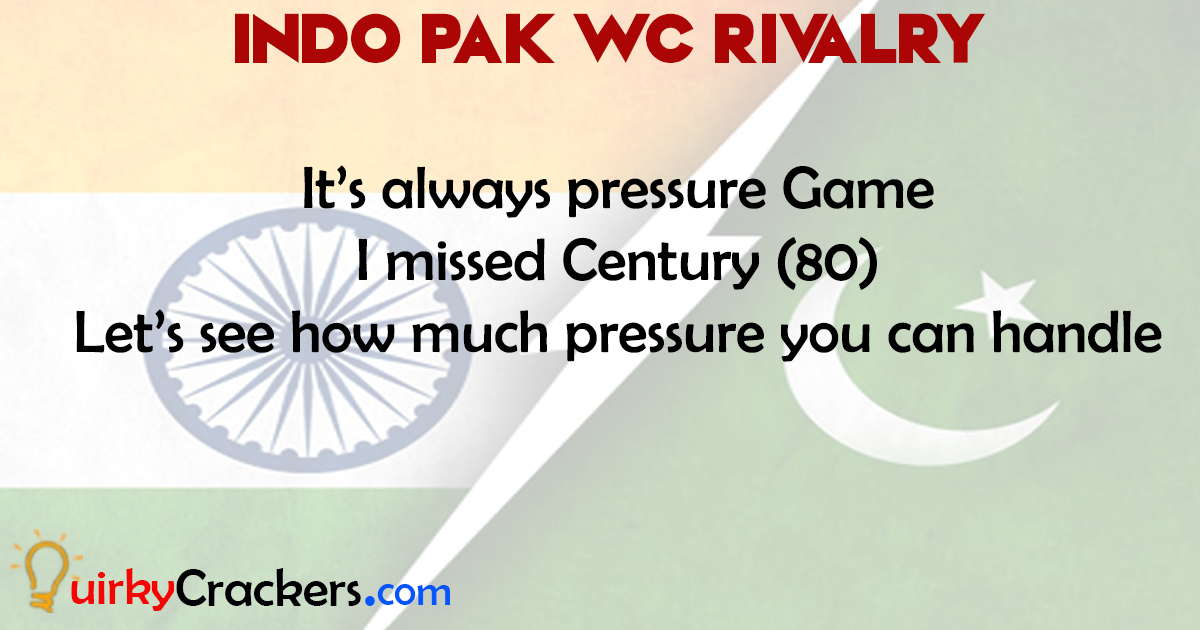 INDO PAK WC RIVALRY
It's always pressure Game
I missed Century (80)
Let's see how much pressure you can handle
QuirkyCrackers.com